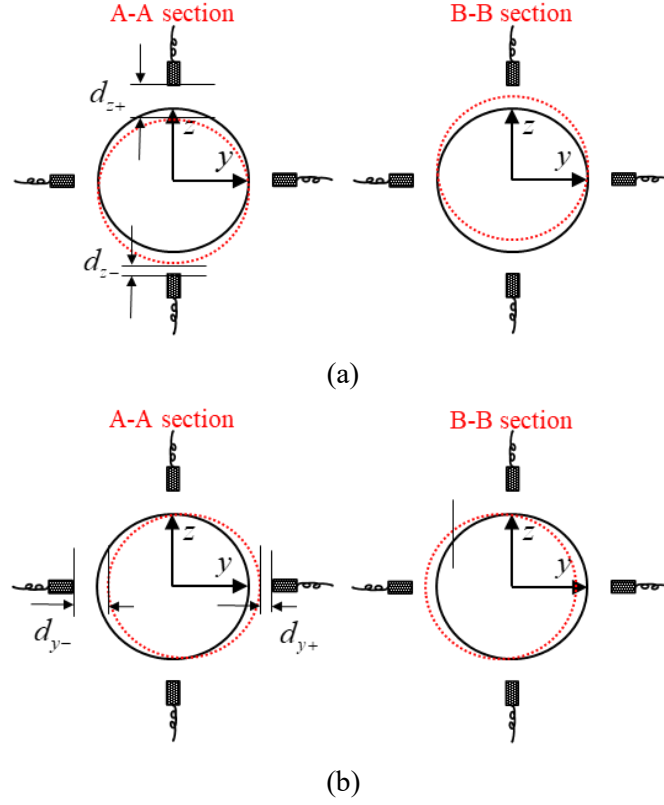 A-A section
B-B section
d_{z+}
z
z
y
y
d_{z-}
(a)
A-A section
B-B section
z
z
y
y
d_{y-}
d_{y+}
(b)